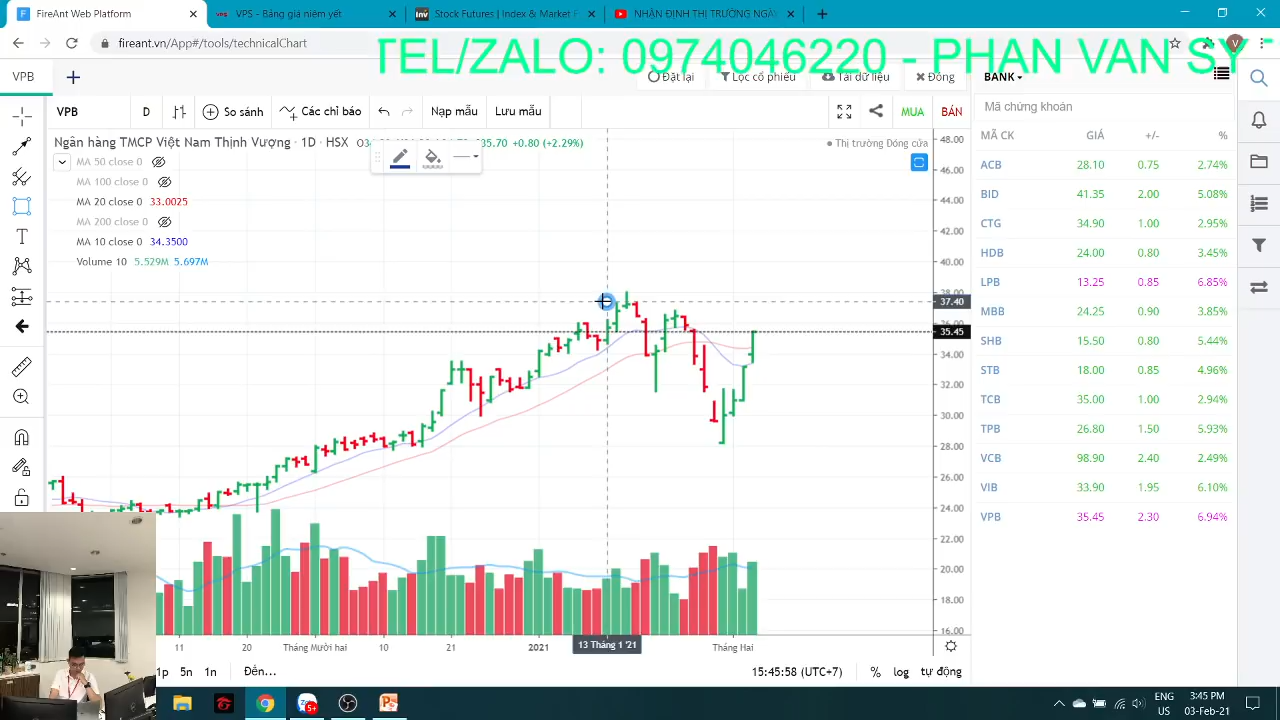 FireAnt Web Platform
VPS - Bảng giá niêm yết
Stock Futures | Index & Market F
NHẬN ĐỊNH THỊ TRƯỜNG NGÀY
fireant.vn/App#/tools/technicalChart
TEL/ZALO: 0974046220 - PHAN VAN SY
VPB
Đặt lại
Lọc cổ phiếu
Tải dữ liệu
Đóng
BANK
VPB
D
So sánh
Các chỉ báo
Nạp mẫu
Lưu mẫu
MUA
BÁN
Mã chứng khoán
Ngân hàng TMCP Việt Nam Thịnh Vượng · 1D · HSX
35.70 +0.80 (+2.29%)
Thị trường Đóng cửa
MA 50 close 0
MA 100 close 0
MA 20 close 0 33.0025
MA 200 close 0
MA 10 close 0 34.3500
Volume 10 5.529M 5.697M
48.00
46.00
44.00
42.00
40.00
38.00
37.40
36.00
35.45
34.00
32.00
30.00
28.00
26.00
24.00
22.00
20.00
18.00
16.00
MÃ CK GIÁ +/- %
ACB 28.10 0.75 2.74%
BID 41.35 2.00 5.08%
CTG 34.90 1.00 2.95%
HDB 24.00 0.80 3.45%
LPB 13.25 0.85 6.85%
MBB 24.25 0.90 3.85%
SHB 15.50 0.80 5.44%
STB 18.00 0.85 4.96%
TCB 35.00 1.00 2.94%
TPB 26.80 1.50 5.93%
VCB 98.90 2.40 2.49%
VIB 33.90 1.95 6.10%
VPB 35.45 2.30 6.94%
11 20 Tháng Mười hai 10 21 2021 13 Tháng 1 '21 Tháng Hai
1p 5n 1n Đến...
15:45:58 (UTC+7) % log tự động
ENG
US
3:45 PM
03-Feb-21